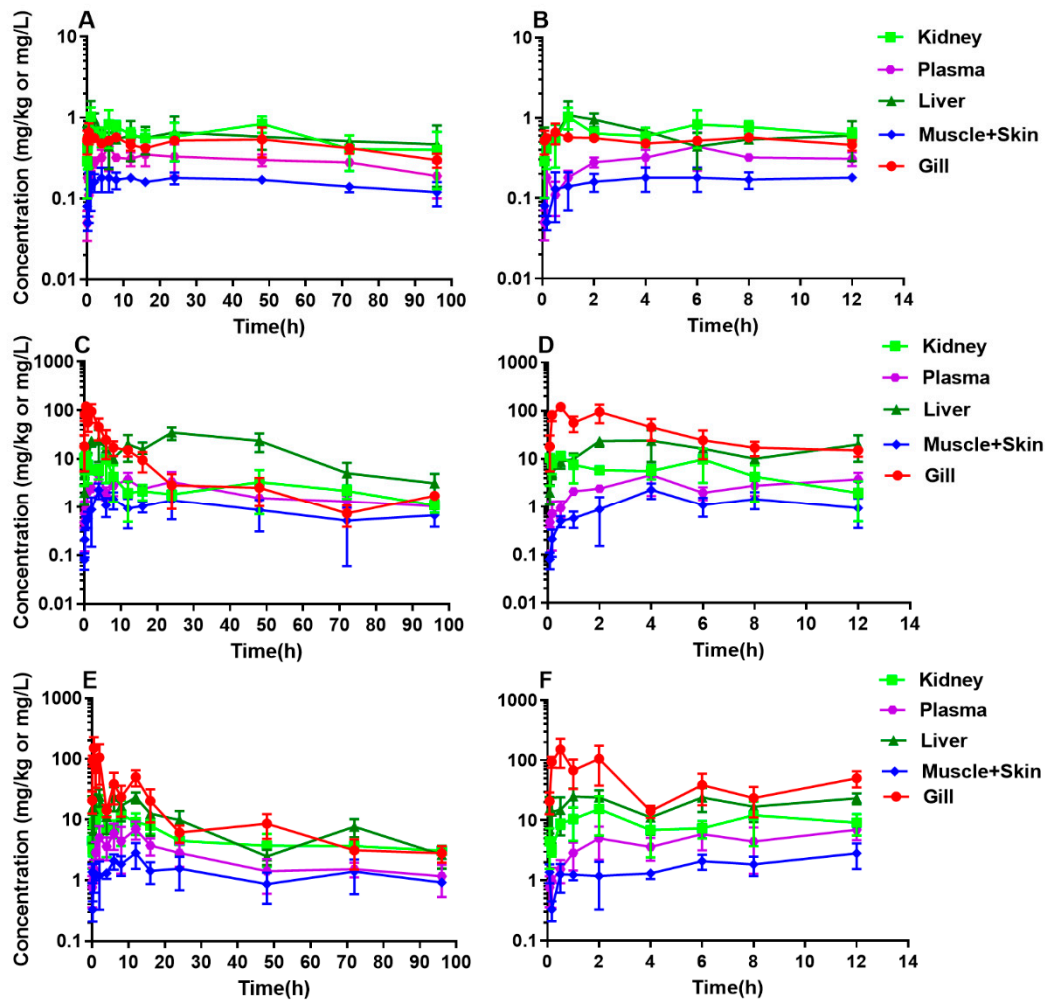 A
Concentration (mg/kg or mg/L)
10
1
0.1
0.01
0 10 20 30 40 50 60 70 80 90 100
Time(h)
B
10
1
0.1
0.01
0 2 4 6 8 10 12 14
Time(h)
Kidney
Plasma
Liver
Muscle+Skin
Gill
C
Concentration (mg/kg or mg/L)
1000
100
10
1
0.1
0.01
0 10 20 30 40 50 60 70 80 90 100
Time(h)
D
1000
100
10
1
0.1
0.01
0 2 4 6 8 10 12 14
Time(h)
Kidney
Plasma
Liver
Muscle+Skin
Gill
E
Concentration (mg/kg or mg/L)
1000
100
10
1
0.1
0 10 20 30 40 50 60 70 80 90 100
Time(h)
F
1000
100
10
1
0.1
0 2 4 6 8 10 12 14
Time(h)
Kidney
Plasma
Liver
Muscle+Skin
Gill